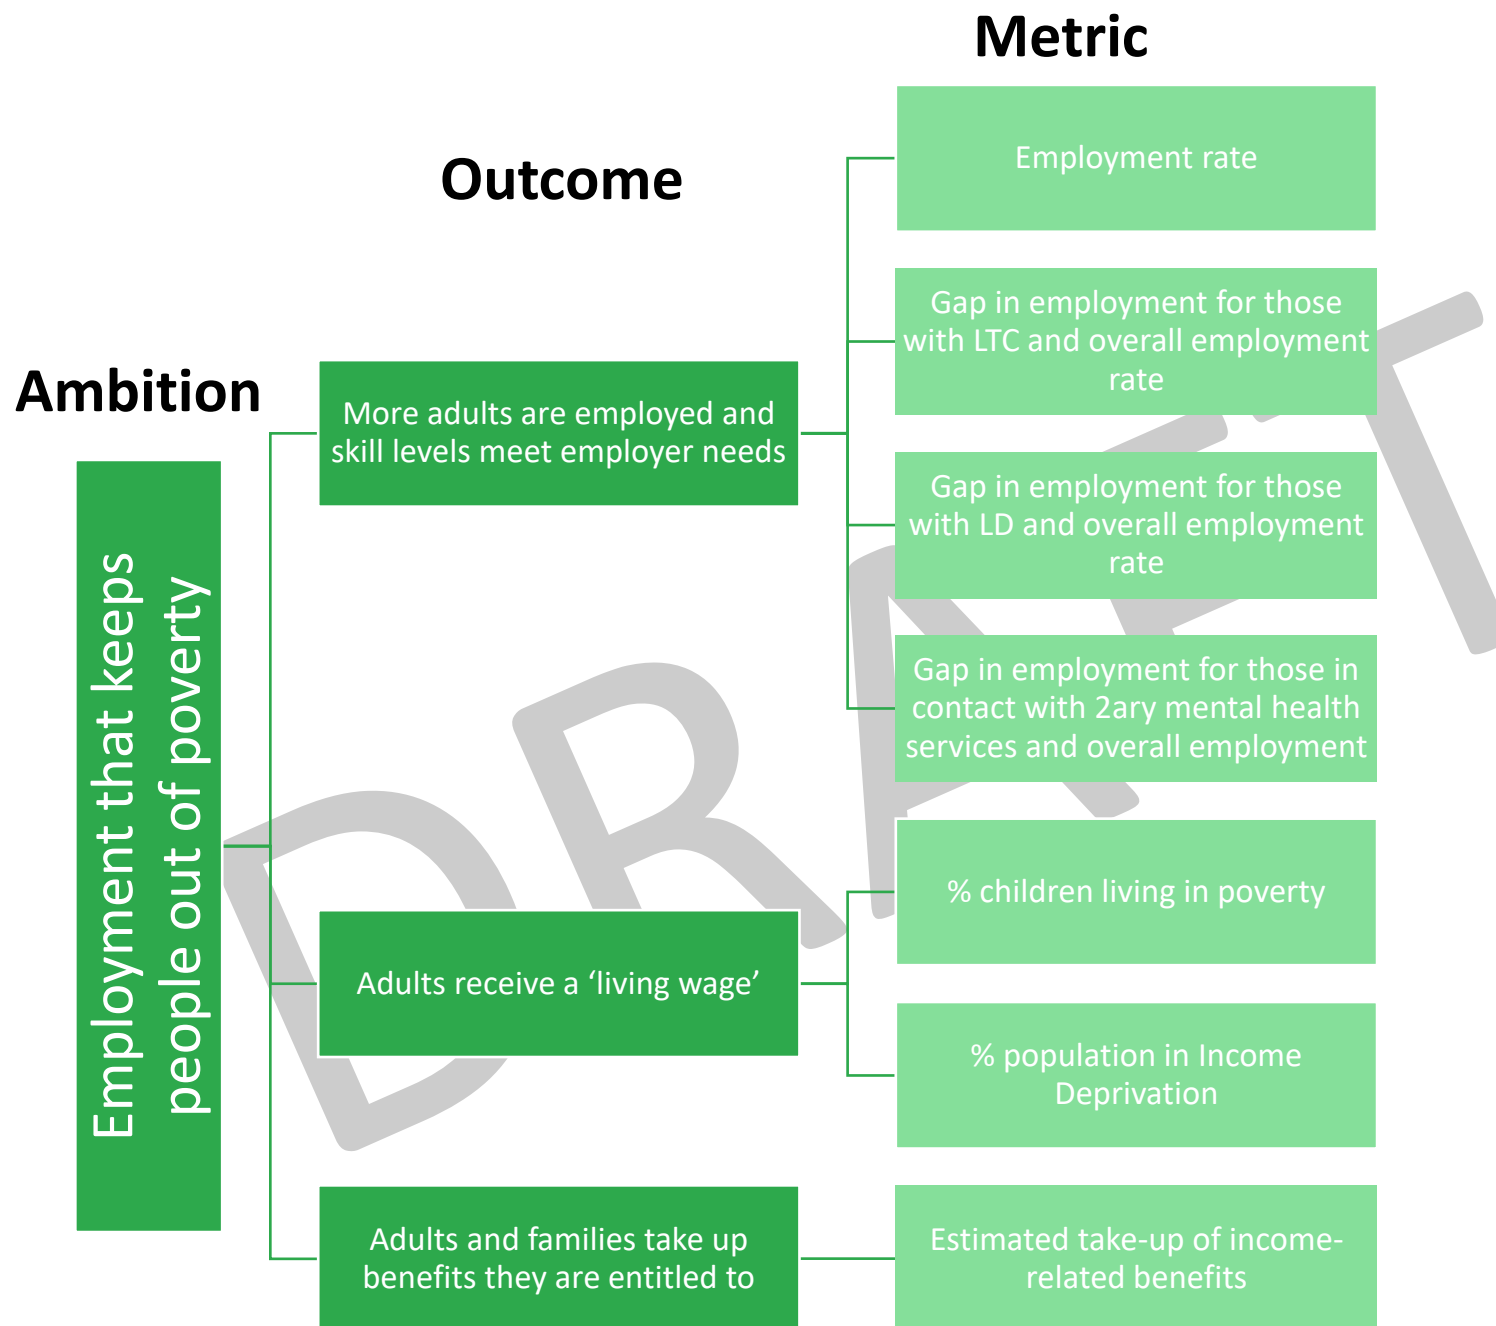 Metric
Outcome
Ambition
Employment that keeps
people out of poverty
More adults are employed and
skill levels meet employer needs
Employment rate
Gap in employment for those
with LTC and overall employment
rate
Gap in employment for those
with LD and overall employment
rate
Gap in employment for those in
contact with 2ary mental health
services and overall employment
Adults receive a ‘living wage’
% children living in poverty
% population in Income
Deprivation
Adults and families take up
benefits they are entitled to
Estimated take-up of income-
related benefits
DRAFT